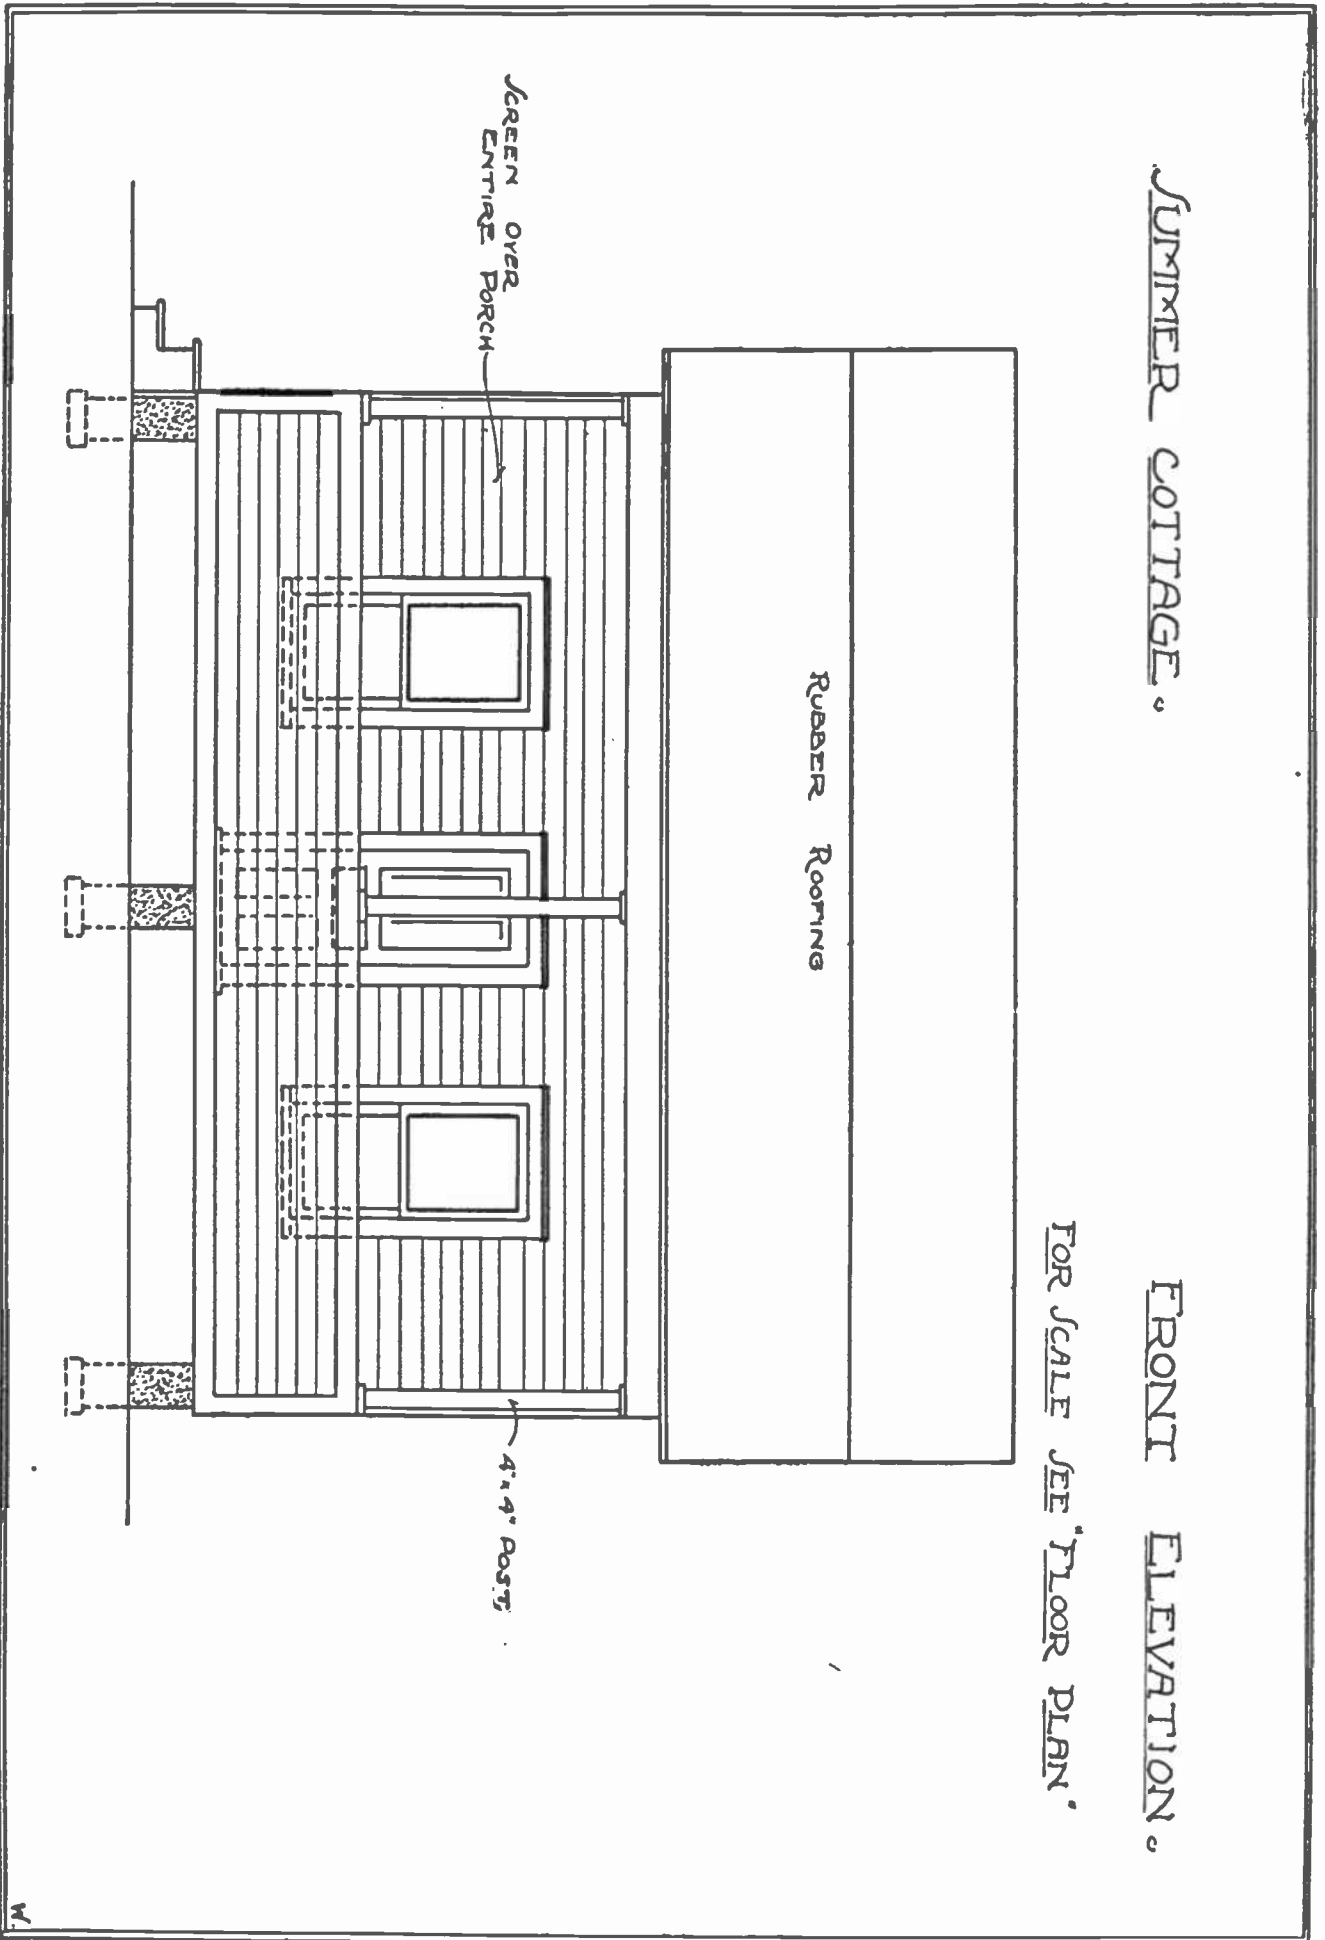 SUMMER COTTAGE.
FRONT ELEVATION.
FOR SCALE SEE "FLOOR PLAN"
RUBBER ROOFING
SCREEN OVER
ENTIRE PORCH
4"x4" POST
W.